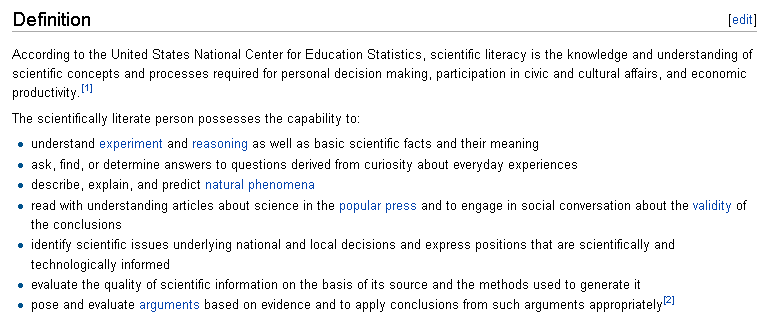 Definition [edit]
According to the United States National Center for Education Statistics, scientific literacy is the knowledge and understanding of
scientific concepts and processes required for personal decision making, participation in civic and cultural affairs, and economic
productivity.[1]
The scientifically literate person possesses the capability to:
• understand experiment and reasoning as well as basic scientific facts and their meaning
• ask, find, or determine answers to questions derived from curiosity about everyday experiences
• describe, explain, and predict natural phenomena
• read with understanding articles about science in the popular press and to engage in social conversation about the validity of
the conclusions
• identify scientific issues underlying national and local decisions and express positions that are scientifically and
technologically informed
• evaluate the quality of scientific information on the basis of its source and the methods used to generate it
• pose and evaluate arguments based on evidence and to apply conclusions from such arguments appropriately[2]